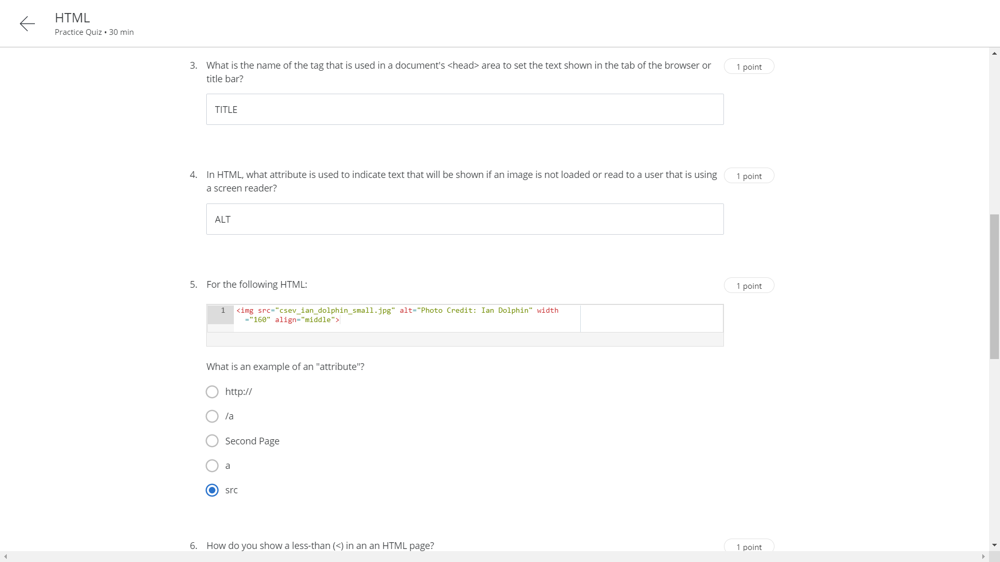 HTML
Practice Quiz • 30 min
3. What is the name of the tag that is used in a document's <head> area to set the text shown in the tab of the browser or
title bar?
1 point
TITLE
4. In HTML, what attribute is used to indicate text that will be shown if an image is not loaded or read to a user that is using
a screen reader?
1 point
ALT
5. For the following HTML:
1 point
1 <img src="csev_ian_dolphin_small.jpg" alt="Photo Credit: Ian Dolphin" width
="160" align="middle">
What is an example of an "attribute"?
http://
/a
Second Page
a
src
6. How do you show a less-than (<) in an an HTML page?
1 point